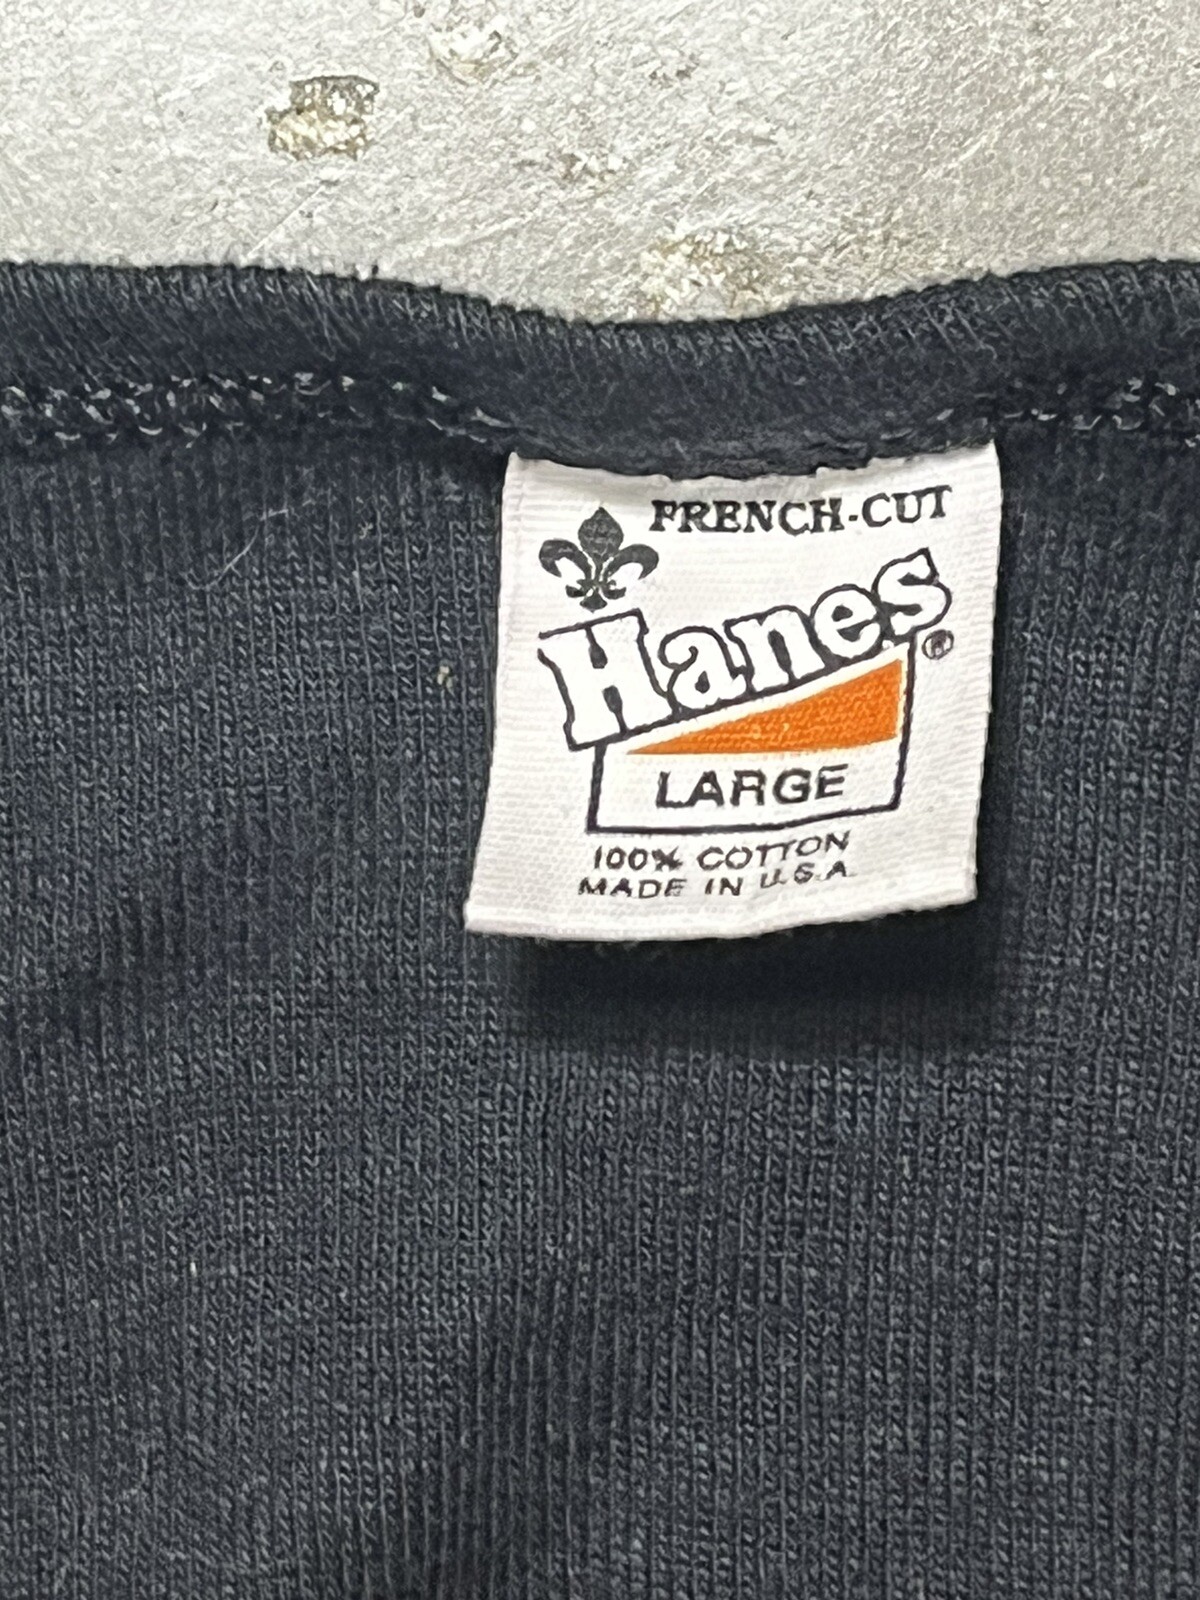 FRENCH-CUT
Hanes®
LARGE
100% COTTON
MADE IN U.S.A.